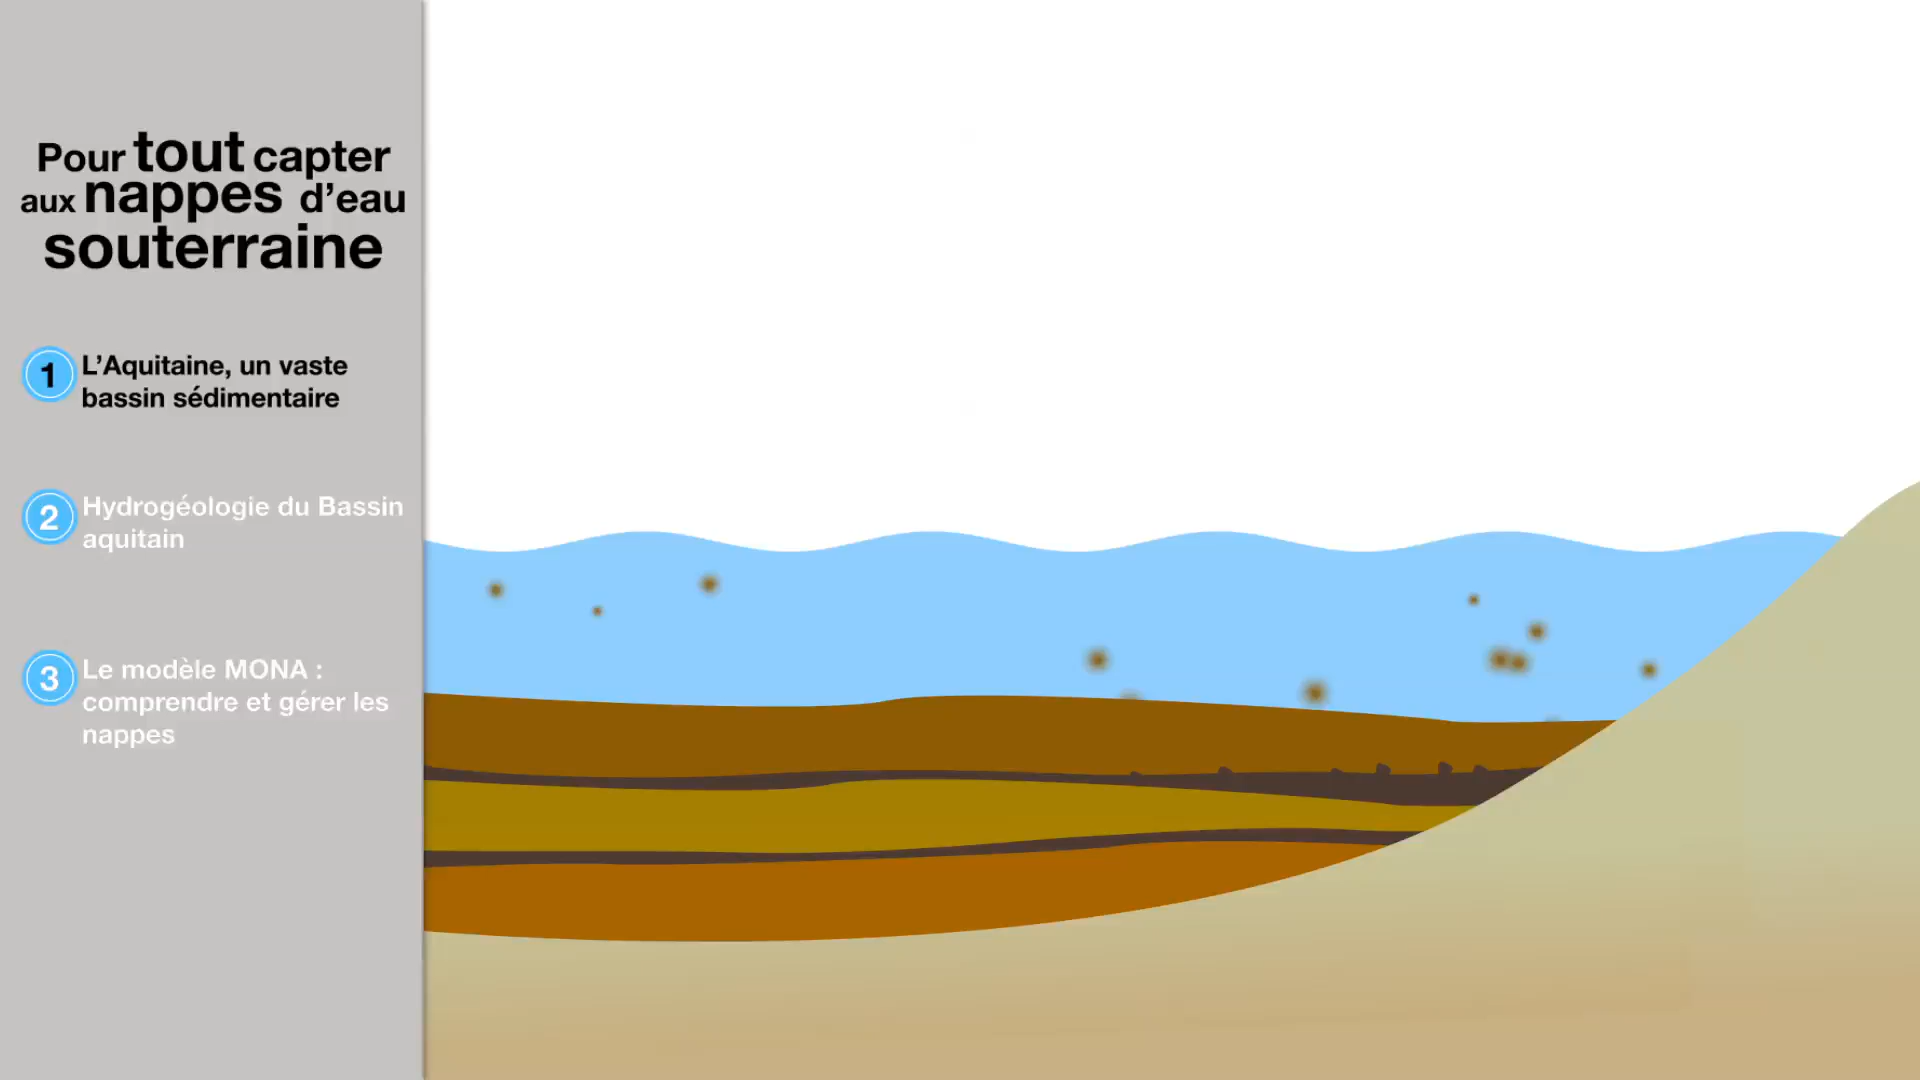 Pour tout capter
aux nappes d’eau
souterraine
1
L’Aquitaine, un vaste
bassin sédimentaire
2
Hydrogéologie du Bassin
aquitain
3
Le modèle MONA :
comprendre et gérer les
nappes